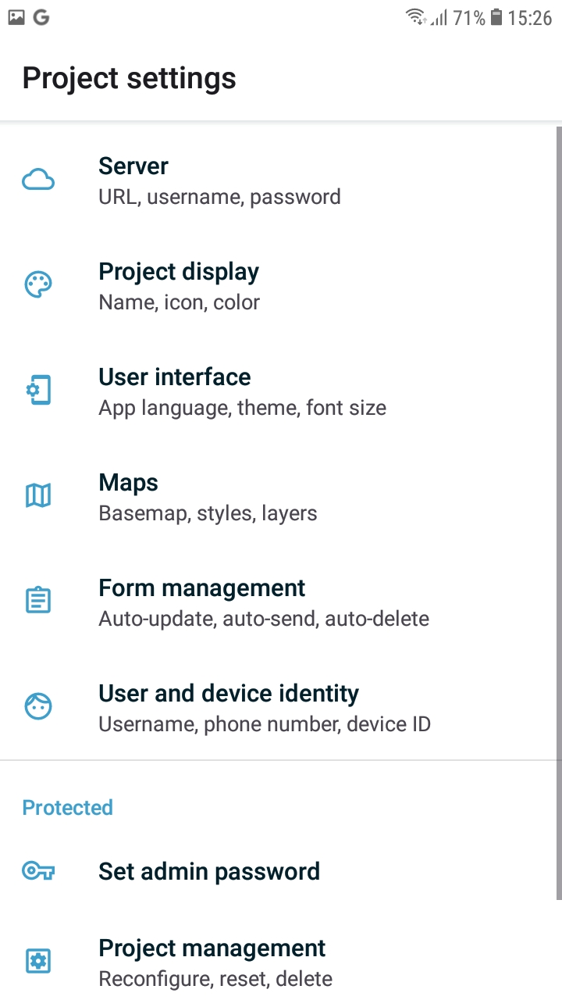 71% 15:26
Project settings
Server
URL, username, password
Project display
Name, icon, color
User interface
App language, theme, font size
Maps
Basemap, styles, layers
Form management
Auto-update, auto-send, auto-delete
User and device identity
Username, phone number, device ID
Protected
Set admin password
Project management
Reconfigure, reset, delete